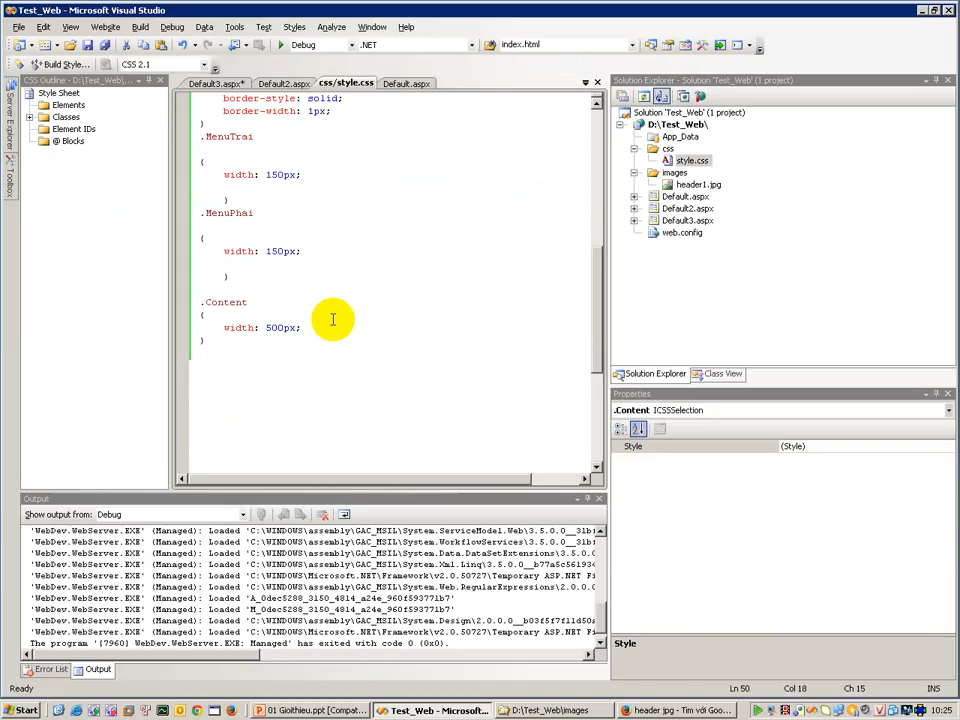 Test_Web - Microsoft Visual Studio
File Edit View Website Build Debug Data Tools Test Styles Analyze Window Help
Debug .NET index.html
Build Style... CSS 2.1
CSS Outline - D:\Test_Web\...
Default3.aspx* Default2.aspx css/style.css Default.aspx
Solution Explorer - Solution 'Test_Web' (1 project)
Server Explorer
Toolbox
Style Sheet
Elements
Classes
Element IDs
@ Blocks
border-style: solid;
border-width: 1px;
}
.MenuTrai
{
width: 150px;
}
.MenuPhai
{
width: 150px;
}
.Content
{
width: 500px;
}
Solution 'Test_Web' (1 project)
D:\Test_Web\
App_Data
css
style.css
images
header1.jpg
Default.aspx
Default2.aspx
Default3.aspx
web.config
Solution Explorer Class View
Properties
.Content ICSSSelection
Style (Style)
Style
Output
Show output from: Debug
'WebDev.WebServer.EXE' (Managed): Loaded 'C:\WINDOWS\assembly\GAC_MSIL\System.ServiceModel.Web\3.5.0.0__31b
'WebDev.WebServer.EXE' (Managed): Loaded 'C:\WINDOWS\assembly\GAC_MSIL\System.WorkflowServices\3.5.0.0__31b
'WebDev.WebServer.EXE' (Managed): Loaded 'C:\WINDOWS\assembly\GAC_MSIL\System.Data.DataSetExtensions\3.5.0.
'WebDev.WebServer.EXE' (Managed): Loaded 'C:\WINDOWS\assembly\GAC_MSIL\System.Xml.Linq\3.5.0.0__b77a5c56193
'WebDev.WebServer.EXE' (Managed): Loaded 'C:\WINDOWS\Microsoft.NET\Framework\v2.0.50727\Temporary ASP.NET Fi
'WebDev.WebServer.EXE' (Managed): Loaded 'C:\WINDOWS\assembly\GAC_MSIL\System.Web.RegularExpressions\2.0.0.
'WebDev.WebServer.EXE' (Managed): Loaded 'A_0dec5288_3150_4814_a24e_960f593771b7'
'WebDev.WebServer.EXE' (Managed): Loaded 'M_0dec5288_3150_4814_a24e_960f593771b7'
'WebDev.WebServer.EXE' (Managed): Loaded 'C:\WINDOWS\assembly\GAC_MSIL\System.Design\2.0.0.0__b03f5f7f11d50a
'WebDev.WebServer.EXE' (Managed): Loaded 'C:\WINDOWS\Microsoft.NET\Framework\v2.0.50727\Temporary ASP.NET Fi
The program '[7960] WebDev.WebServer.EXE: Managed' has exited with code 0 (0x0).
Error List Output
Ready Ln 50 Col 18 Ch 15 INS
Start 01 Gioithieu.ppt [Compat... Test_Web - Microsoft... D:\Test_Web\images header jpg - Tìm với Goo... 10:25